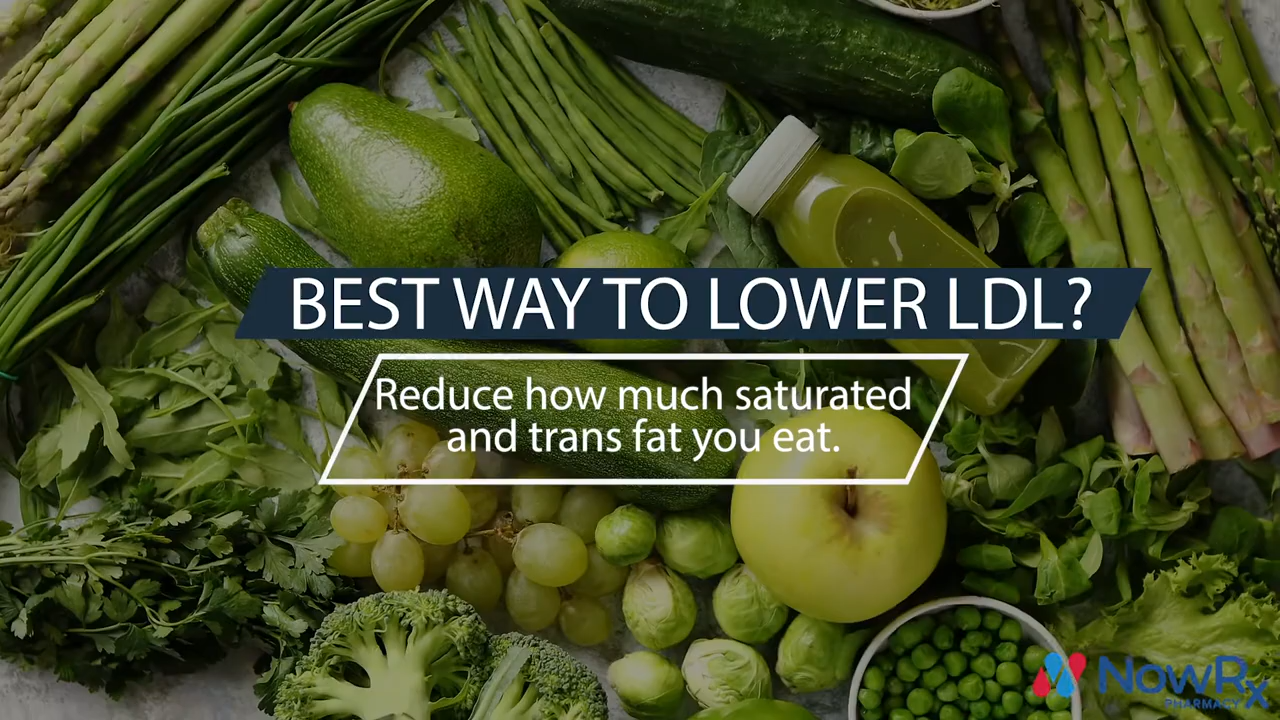 BEST WAY TO LOWER LDL?
Reduce how much saturated
and trans fat you eat.
NowRx
PHARMACY